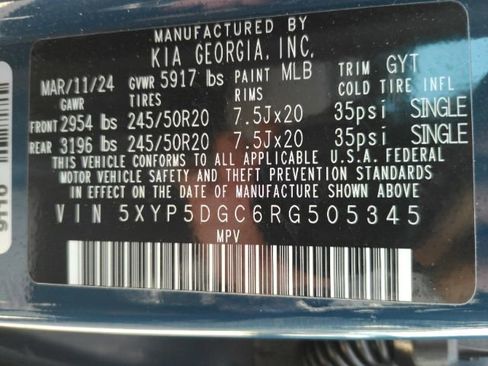 MANUFACTURED BY
KIA GEORGIA, INC.
MAR/11/24 GVWR 5917 lbs PAINT MLB TRIM GYT
GAWR TIRES RIMS COLD TIRE INFL
FRONT 2954 lbs 245/50R20 7.5Jx20 35psi SINGLE
REAR 3196 lbs 245/50R20 7.5Jx20 35psi SINGLE
THIS VEHICLE CONFORMS TO ALL APPLICABLE U.S.A. FEDERAL
MOTOR VEHICLE SAFETY AND THEFT PREVENTION STANDARDS
IN EFFECT ON THE DATE OF MANUFACTURE SHOWN ABOVE
VIN 5XYP5DGC6RG505345
MPV